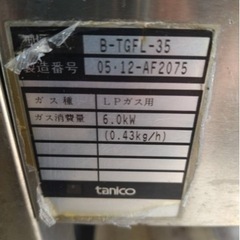 B-TGFL-35
製造番号 05・12-AF2075
ガス種 LPガス用
ガス消費量 6.0kW
(0.43kg/h)
tanico